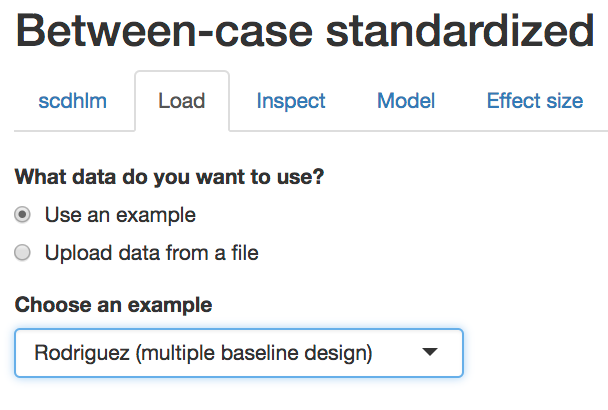 Between-case standardized
scdhlm Load Inspect Model Effect size
What data do you want to use?
Use an example
Upload data from a file
Choose an example
Rodriguez (multiple baseline design)